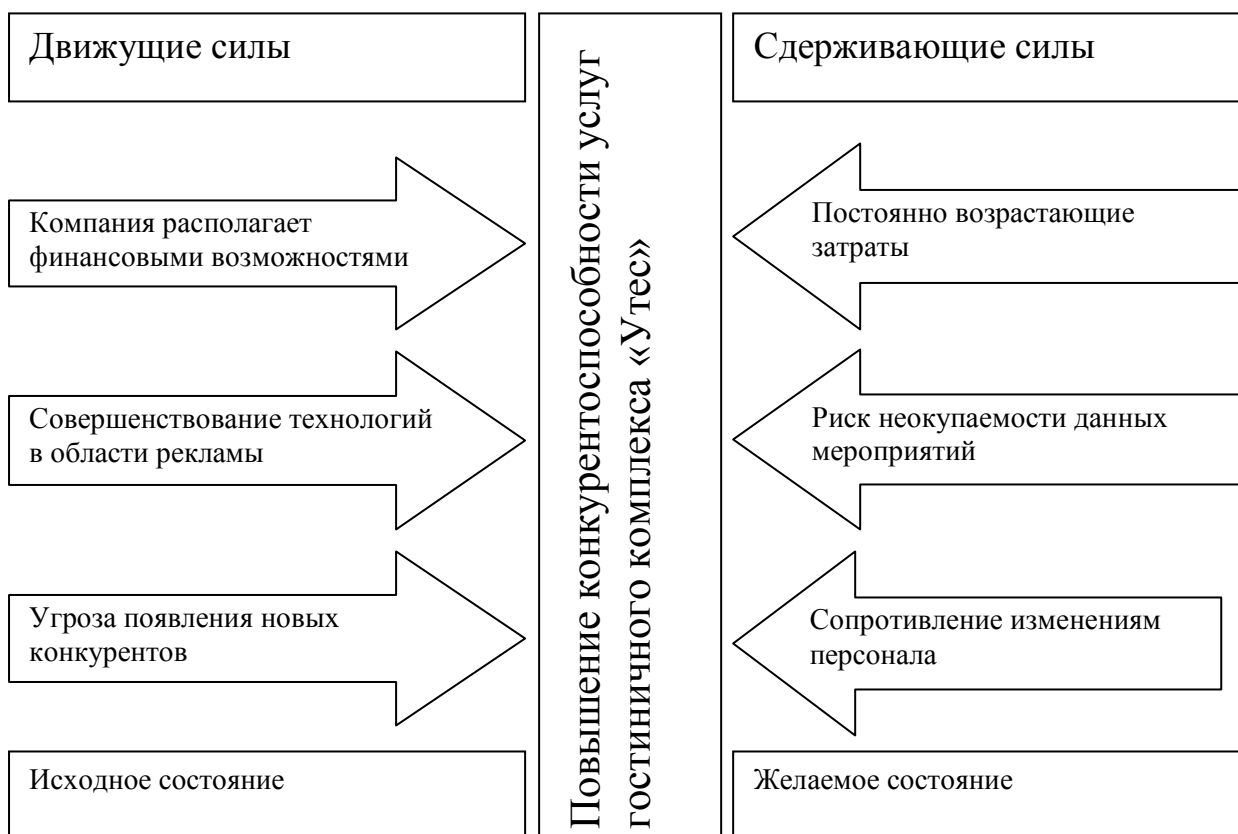 Движущие силы
Компания располагает
финансовыми возможностями
Совершенствование технологий
в области рекламы
Угроза появления новых
конкурентов
Исходное состояние
Повышение конкурентоспособности услуг
гостиничного комплекса «Утес»
Сдерживающие силы
Постоянно возрастающие
затраты
Риск неокупаемости данных
мероприятий
Сопротивление изменениям
персонала
Желаемое состояние